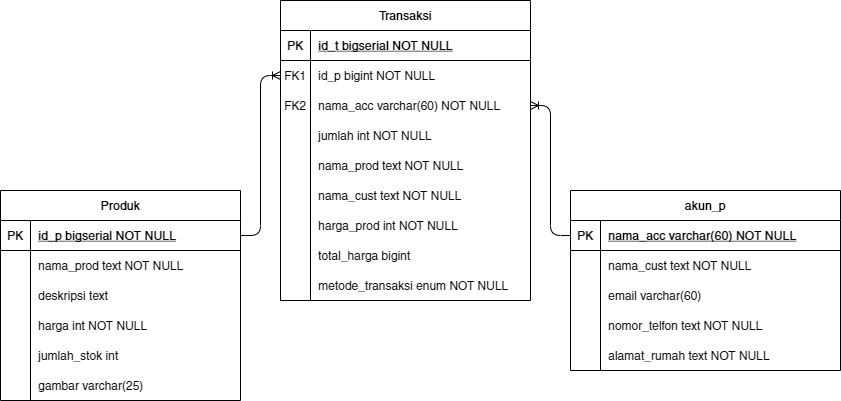 Transaksi
PK id_t bigserial NOT NULL
FK1 id_p bigint NOT NULL
FK2 nama_acc varchar(60) NOT NULL
jumlah int NOT NULL
nama_prod text NOT NULL
nama_cust text NOT NULL
harga_prod int NOT NULL
total_harga bigint
metode_transaksi enum NOT NULL
Produk
PK id_p bigserial NOT NULL
nama_prod text NOT NULL
deskripsi text
harga int NOT NULL
jumlah_stok int
gambar varchar(25)
akun_p
PK nama_acc varchar(60) NOT NULL
nama_cust text NOT NULL
email varchar(60)
nomor_telfon text NOT NULL
alamat_rumah text NOT NULL